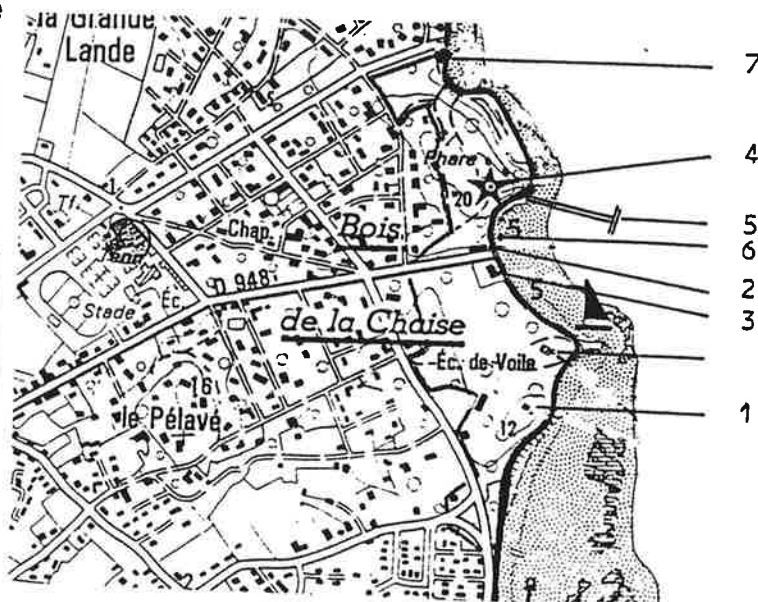 la Grande
Lande
7
Phare
4
20
Tf.
5
5
Chap.
Bois
6
2
D 948
Éc.
Stade
5
3
de la Chaise
Éc. de Voile
16
le Pélavé
12
1